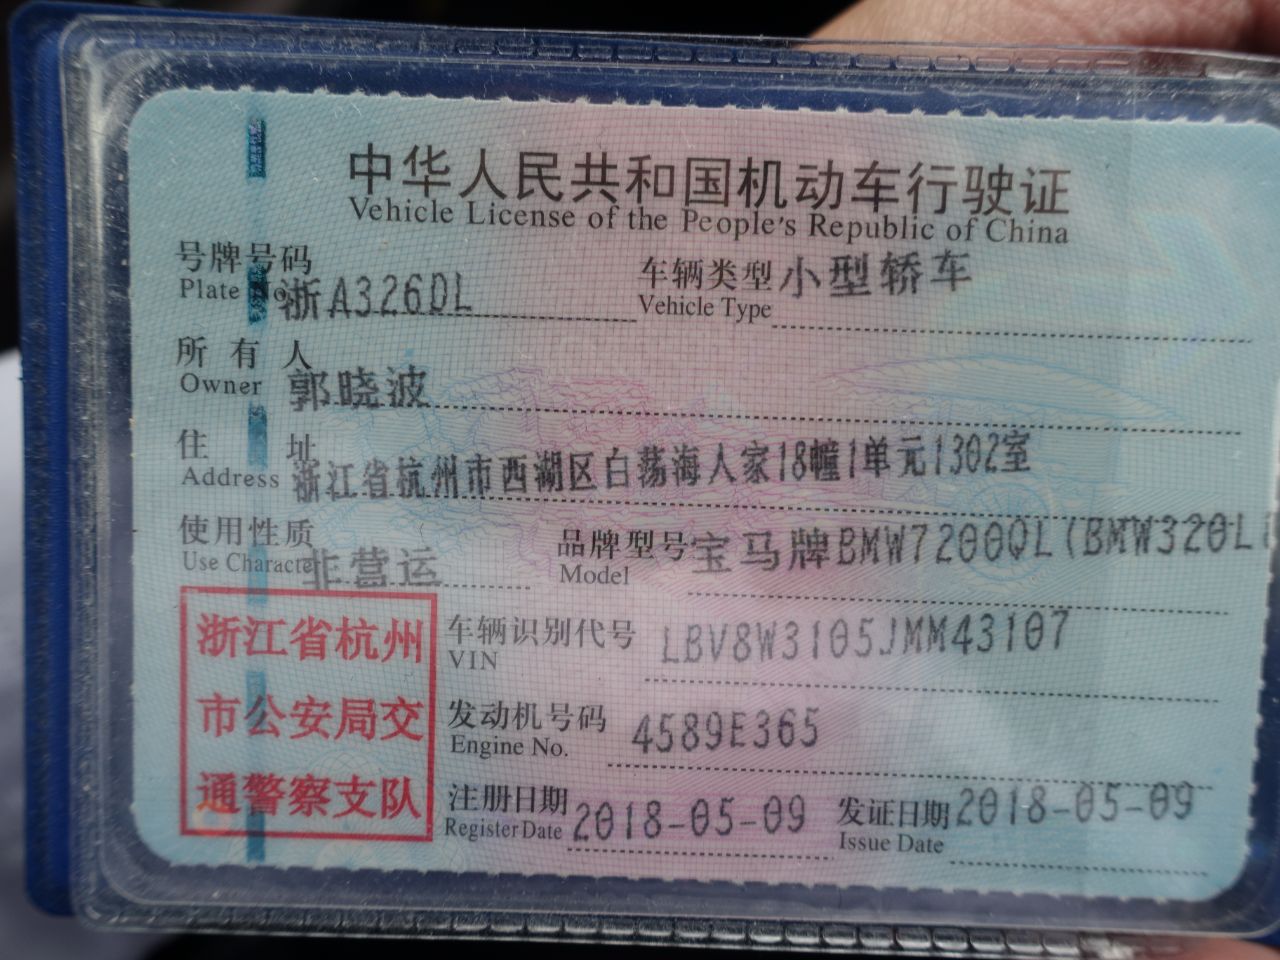 中华人民共和国机动车行驶证
Vehicle License of the People's Republic of China
号牌号码 浙A326DL 车辆类型 小型轿车
Plate No. Vehicle Type
所有人 郭晓波
Owner
住址 浙江省杭州市西湖区白荡海人家18幢1单元1302室
Address
使用性质 非营运 品牌型号 宝马牌BMW7200QL(BMW320L
Use Character Model
浙江省杭州
市公安局交
通警察支队
车辆识别代号 LBV8W3105JMM43107
VIN
发动机号码 4589E365
Engine No.
注册日期 2018-05-09 发证日期 2018-05-09
Register Date Issue Date